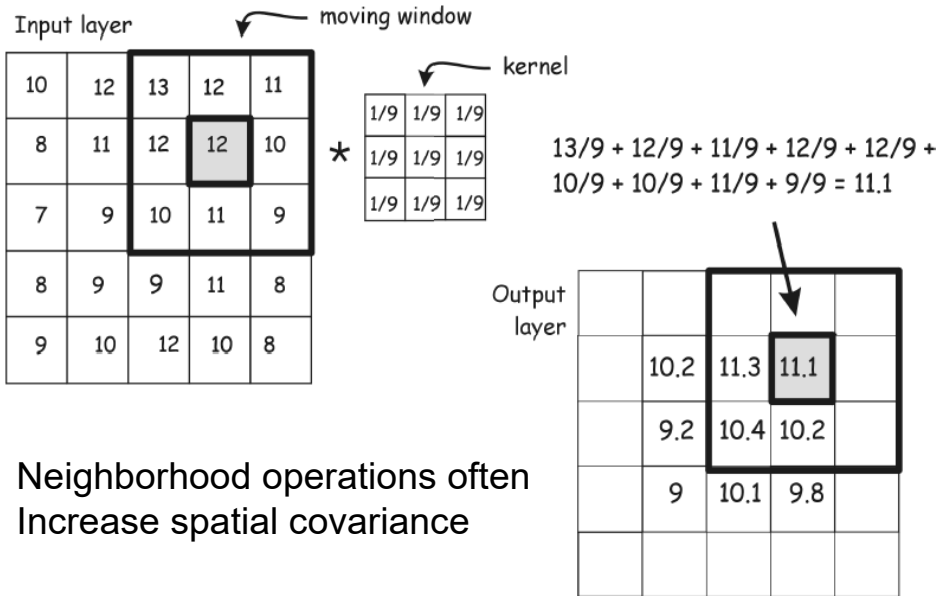 moving window
Input layer
kernel
10 12 13 12 11
8 11 12 12 10
7 9 10 11 9
8 9 9 11 8
9 10 12 10 8
*
1/9 1/9 1/9
1/9 1/9 1/9
1/9 1/9 1/9
13/9 + 12/9 + 11/9 + 12/9 + 12/9 +
10/9 + 10/9 + 11/9 + 9/9 = 11.1
Output
layer
10.2 11.3 11.1
9.2 10.4 10.2
9 10.1 9.8
Neighborhood operations often
Increase spatial covariance